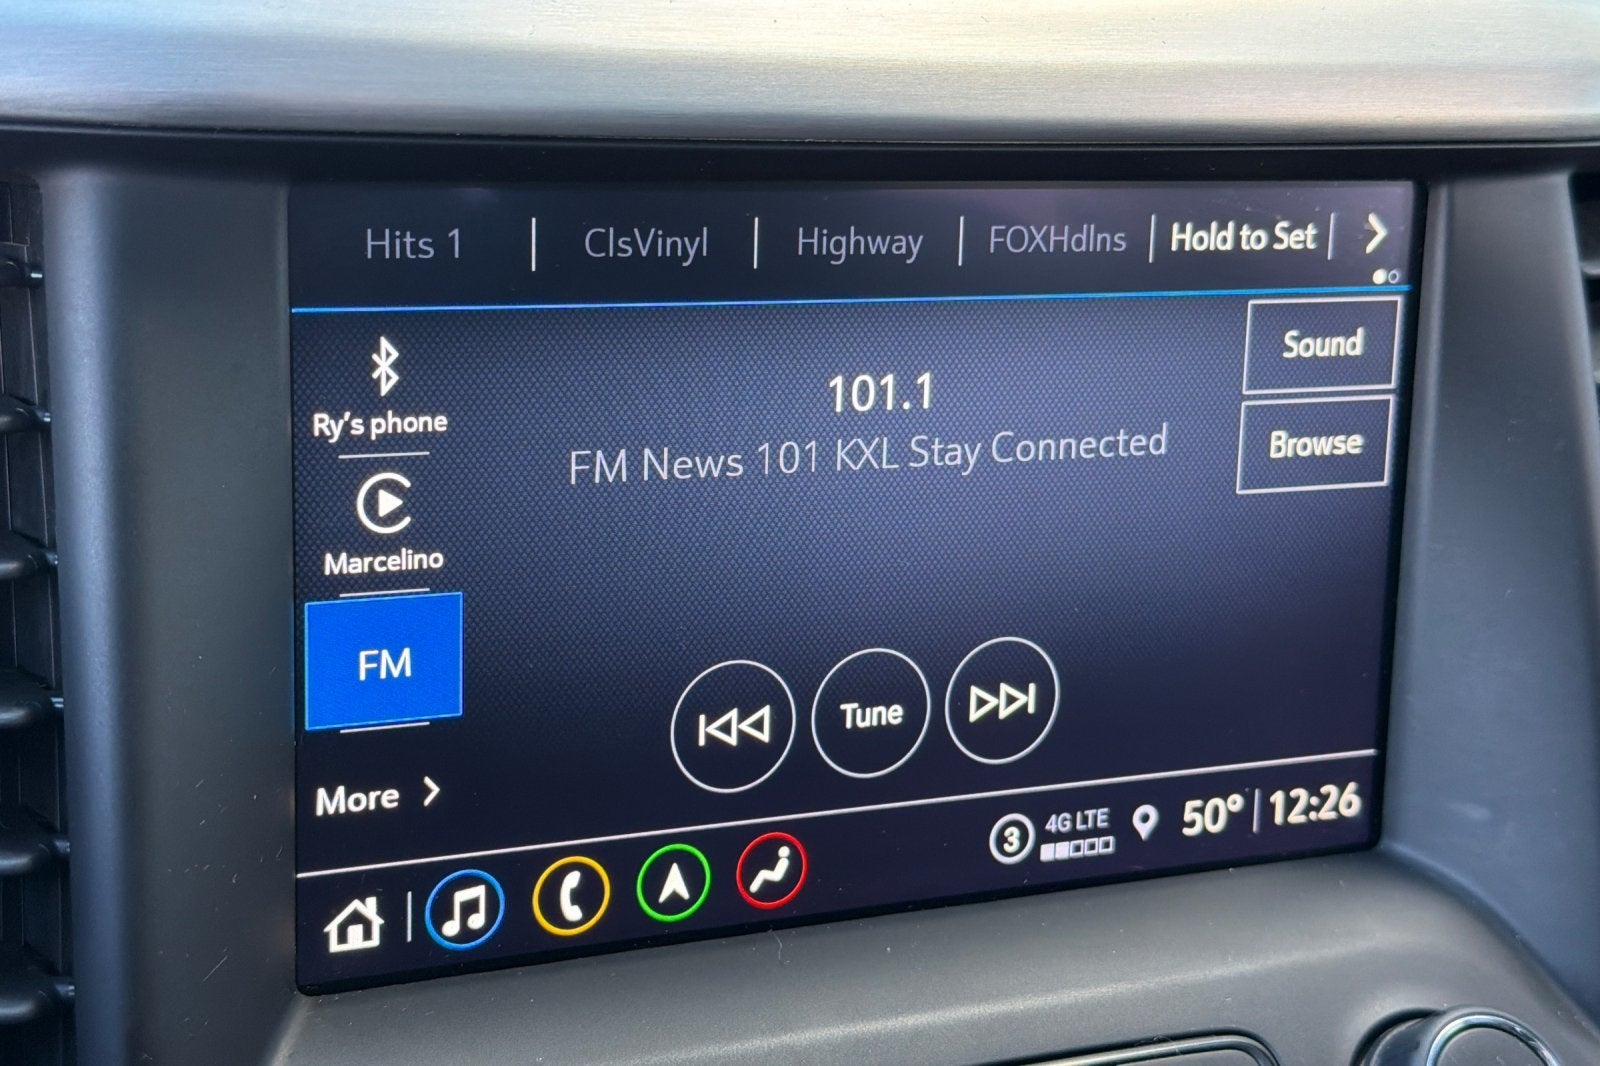 Hits 1 | ClsVinyl | Highway | FOXHdlns | Hold to Set |
Sound
Ry's phone
101.1
FM News 101 KXL Stay Connected
Browse
Marcelino
FM
Tune
More
3 4G LTE 50° | 12:26